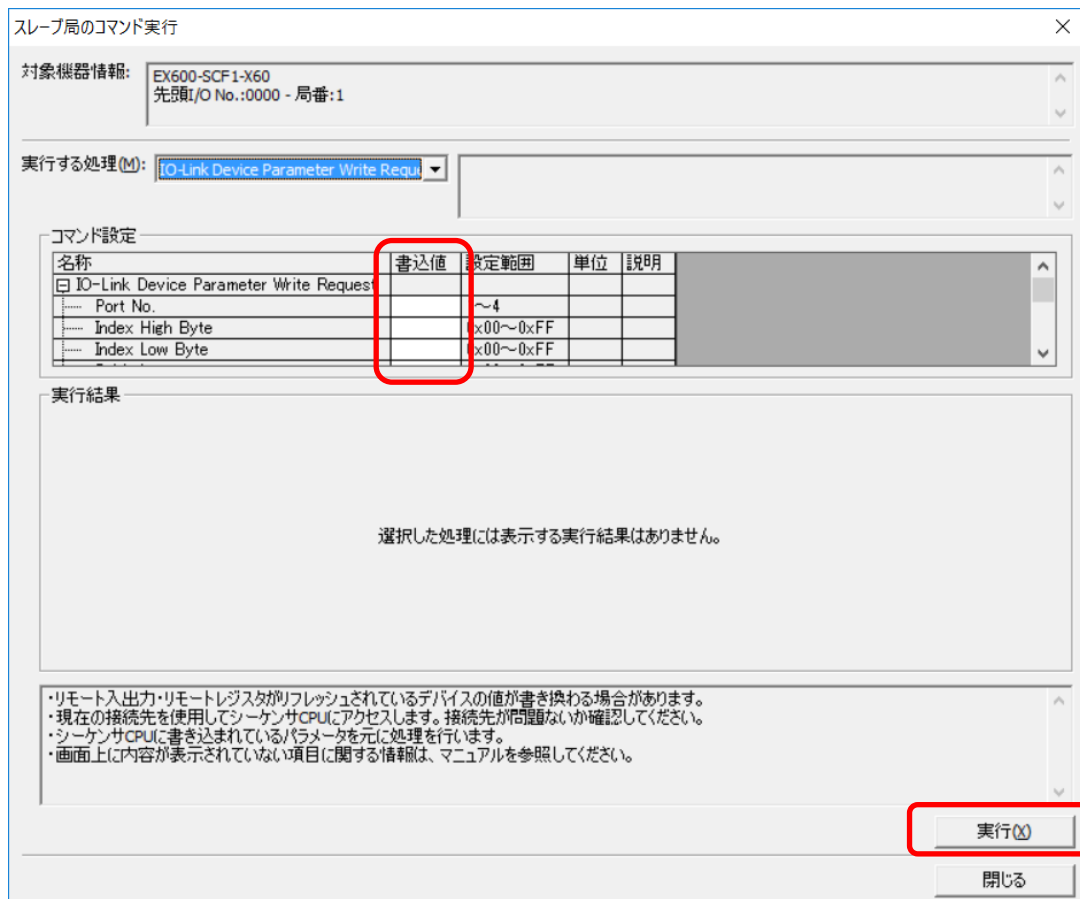 スレーブ局のコマンド実行
対象機器情報:
EX600-SCF1-X60
先頭I/O No.:0000 - 局番:1
実行する処理(M): IO-Link Device Parameter Write Requ
コマンド設定
名称 書込値 設定範囲 単位 説明
IO-Link Device Parameter Write Request
Port No. ～4
Index High Byte 0x00～0xFF
Index Low Byte 0x00～0xFF
実行結果
選択した処理には表示する実行結果はありません。
・リモート入出力・リモートレジスタがリフレッシュされているデバイスの値が書き換わる場合があります。
・現在の接続先を使用してシーケンサCPUにアクセスします。接続先が問題ないか確認してください。
・シーケンサCPUに書き込まれているパラメータを元に処理を行います。
・画面上に内容が表示されていない項目に関する情報は、マニュアルを参照してください。
実行(X)
閉じる